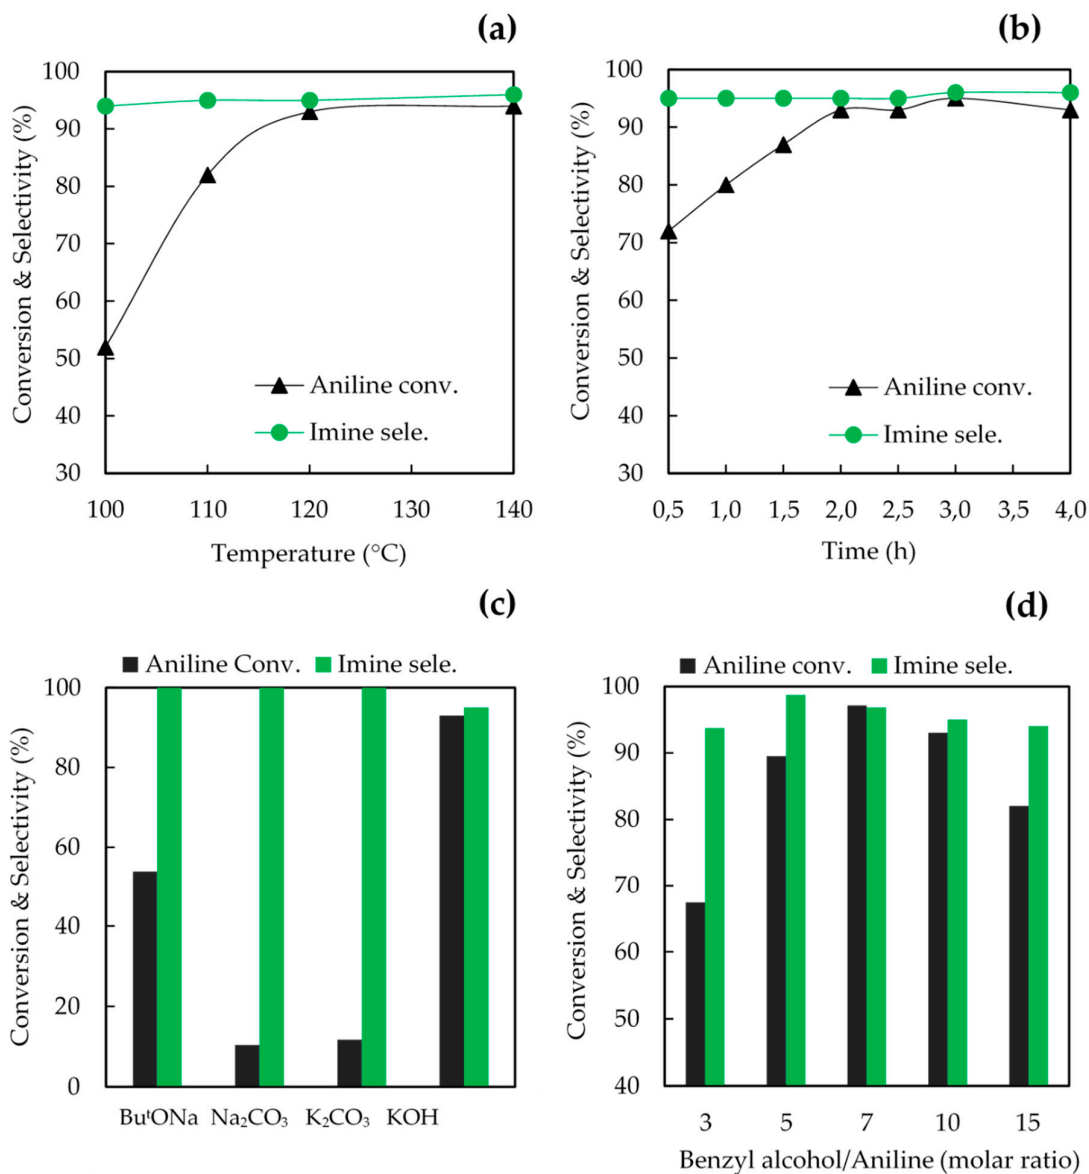 (a)
Conversion & Selectivity (%)
100
90
80
70
60
50
40
30
Aniline conv.
Imine sele.
100 110 120 130 140
Temperature (°C)
(b)
Conversion & Selectivity (%)
100
90
80
70
60
50
40
30
Aniline conv.
Imine sele.
0,5 1,0 1,5 2,0 2,5 3,0 3,5 4,0
Time (h)
(c)
Aniline Conv. Imine sele.
Conversion & Selectivity (%)
100
80
60
40
20
0
BuᵗONa Na₂CO₃ K₂CO₃ KOH
(d)
Aniline conv. Imine sele.
Conversion & Selectivity (%)
100
90
80
70
60
50
40
3 5 7 10 15
Benzyl alcohol/Aniline (molar ratio)